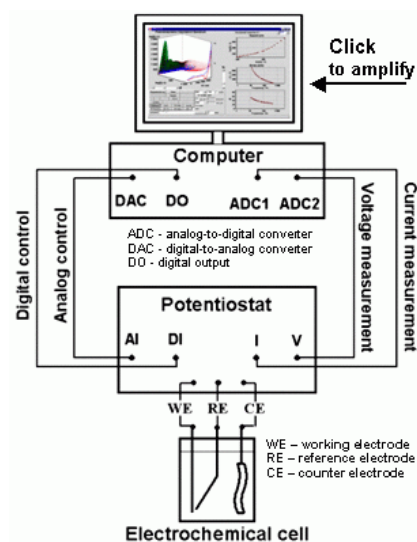 Click
to amplify
Computer
DAC DO ADC1 ADC2
ADC - analog-to-digital converter
DAC - digital-to-analog converter
DO - digital output
Digital control
Analog control
Voltage measurement
Current measurement
Potentiostat
AI DI I V
WE RE CE
WE – working electrode
RE – reference electrode
CE – counter electrode
Electrochemical cell